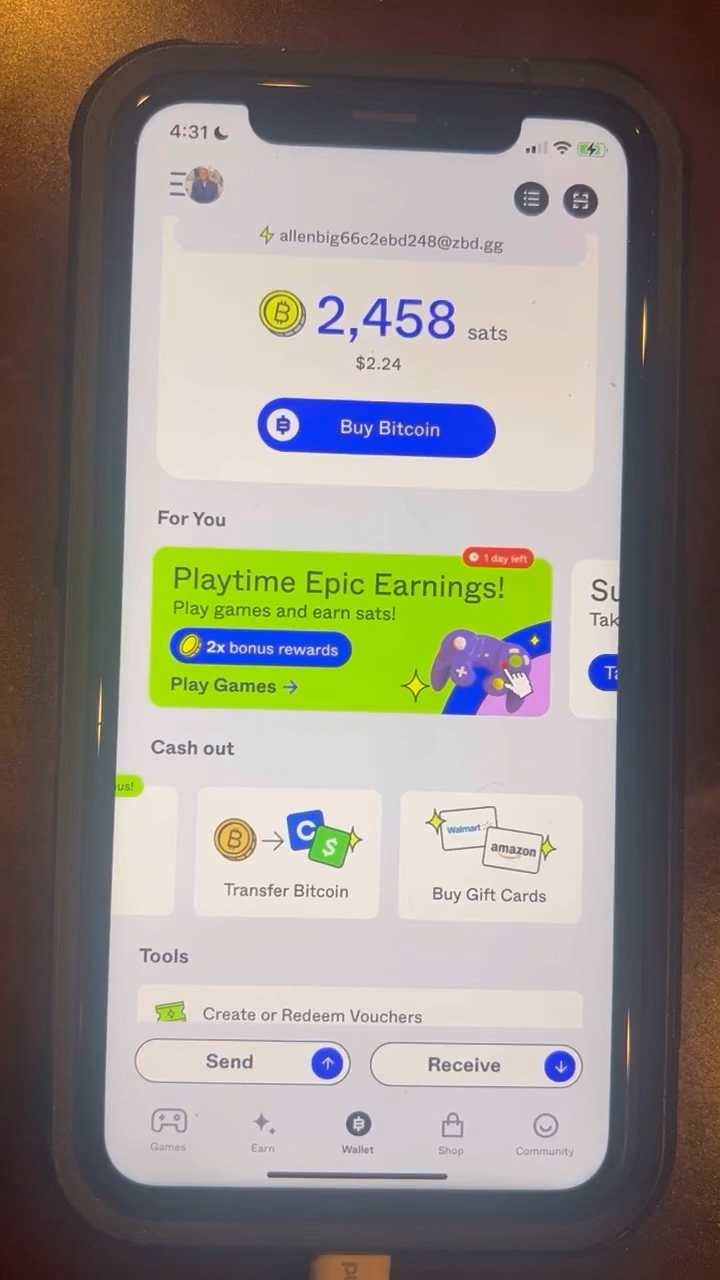 4:31
allenbig66c2ebd248@zbd.gg
2,458 sats
$2.24
Buy Bitcoin
For You
1 day left
Playtime Epic Earnings!
Play games and earn sats!
2x bonus rewards
Play Games →
Su
Tak
Ta
Cash out
us!
C
$
Transfer Bitcoin
Walmart
amazon
Buy Gift Cards
Tools
Create or Redeem Vouchers
Send
Receive
Games
Earn
Wallet
Shop
Community